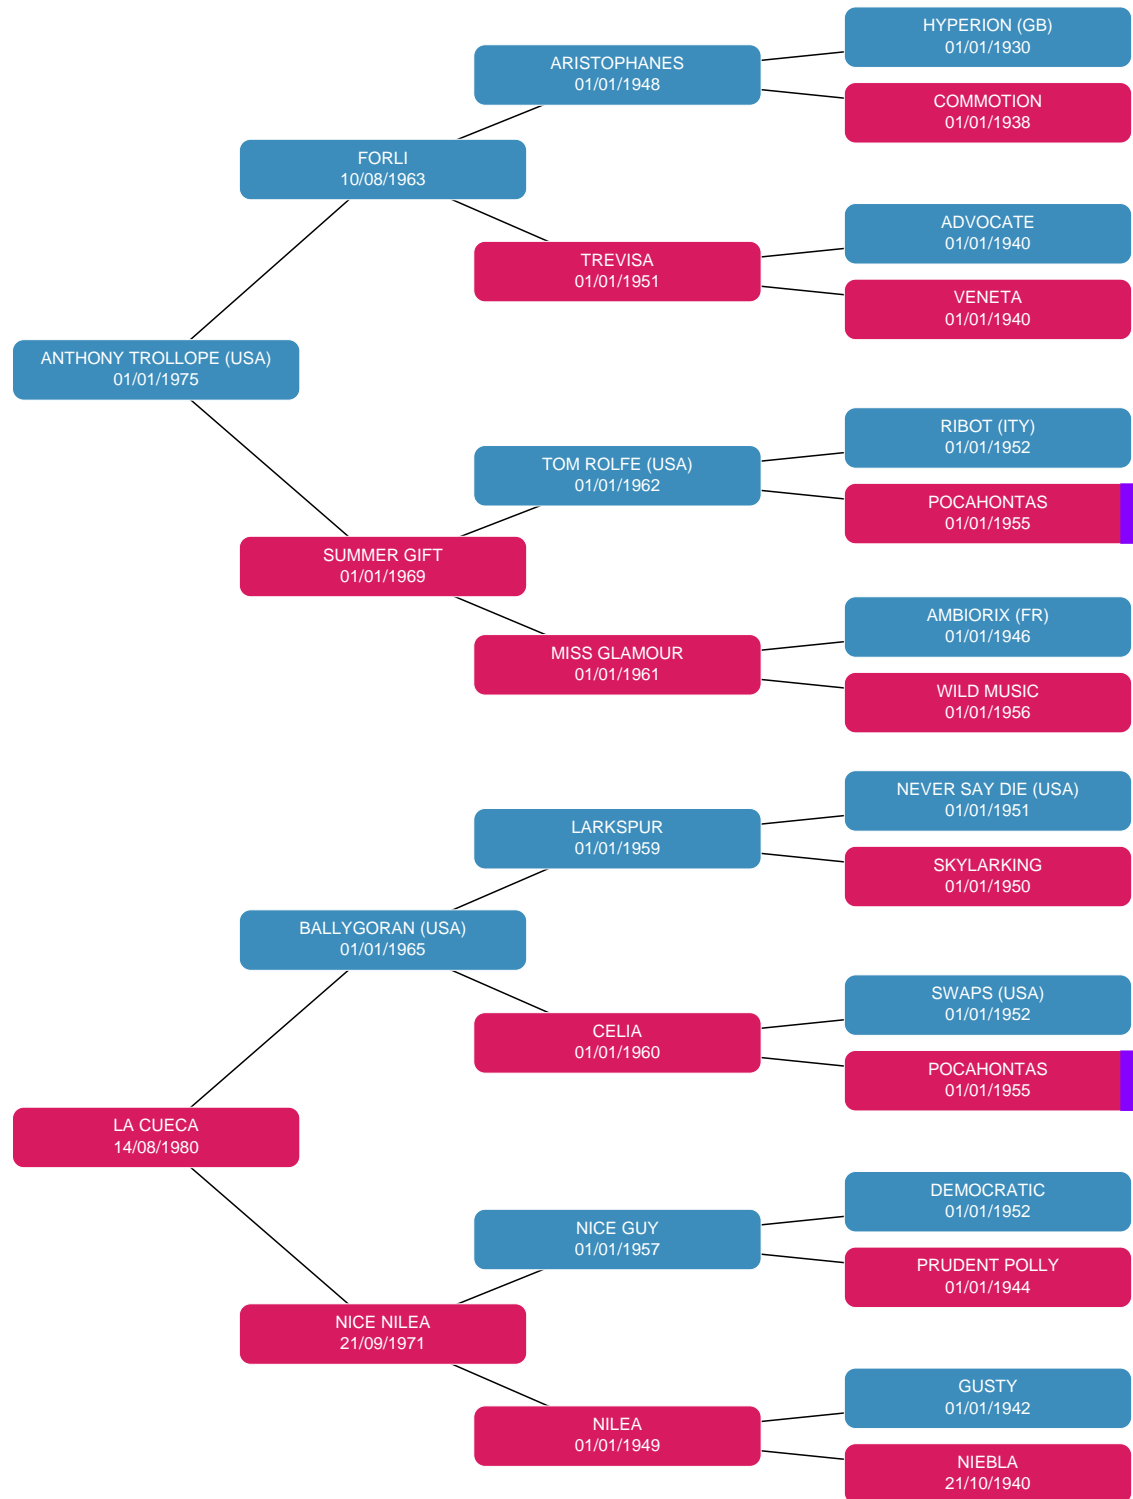 HYPERION (GB)
01/01/1930
ARISTOPHANES
01/01/1948
COMMOTION
01/01/1938
FORLI
10/08/1963
ADVOCATE
01/01/1940
TREVISA
01/01/1951
VENETA
01/01/1940
ANTHONY TROLLOPE (USA)
01/01/1975
RIBOT (ITY)
01/01/1952
TOM ROLFE (USA)
01/01/1962
POCAHONTAS
01/01/1955
SUMMER GIFT
01/01/1969
AMBIORIX (FR)
01/01/1946
MISS GLAMOUR
01/01/1961
WILD MUSIC
01/01/1956
NEVER SAY DIE (USA)
01/01/1951
LARKSPUR
01/01/1959
SKYLARKING
01/01/1950
BALLYGORAN (USA)
01/01/1965
SWAPS (USA)
01/01/1952
CELIA
01/01/1960
POCAHONTAS
01/01/1955
LA CUECA
14/08/1980
DEMOCRATIC
01/01/1952
NICE GUY
01/01/1957
PRUDENT POLLY
01/01/1944
NICE NILEA
21/09/1971
GUSTY
01/01/1942
NILEA
01/01/1949
NIEBLA
21/10/1940